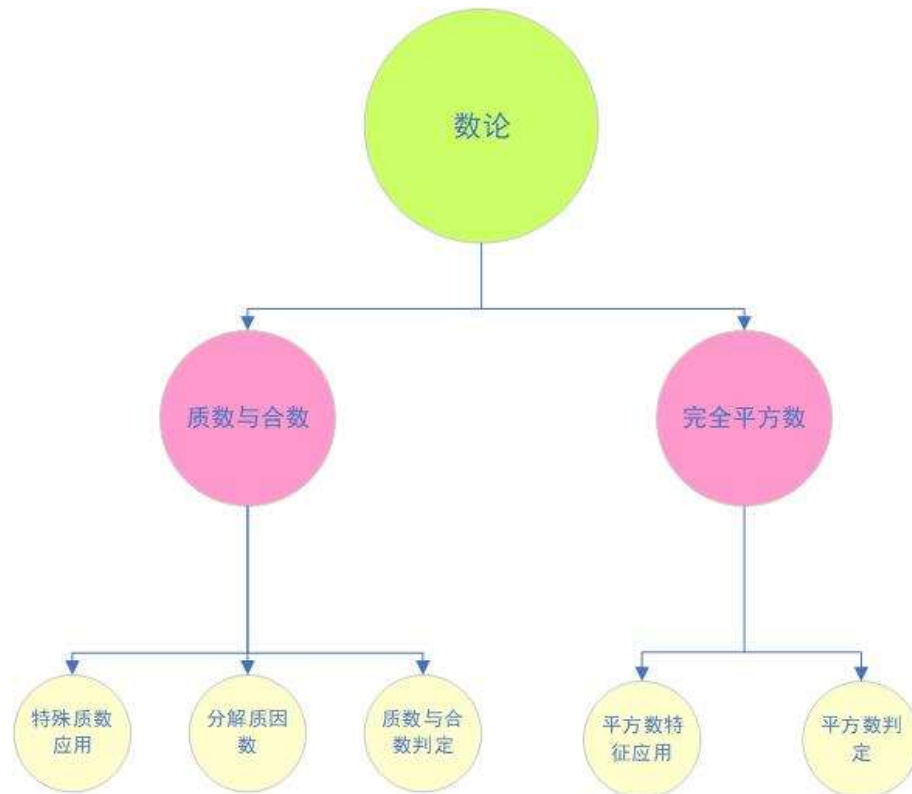 数论
质数与合数
完全平方数
特殊质数
应用
分解质因
数
质数与合
数判定
平方数特
征应用
平方数判
定